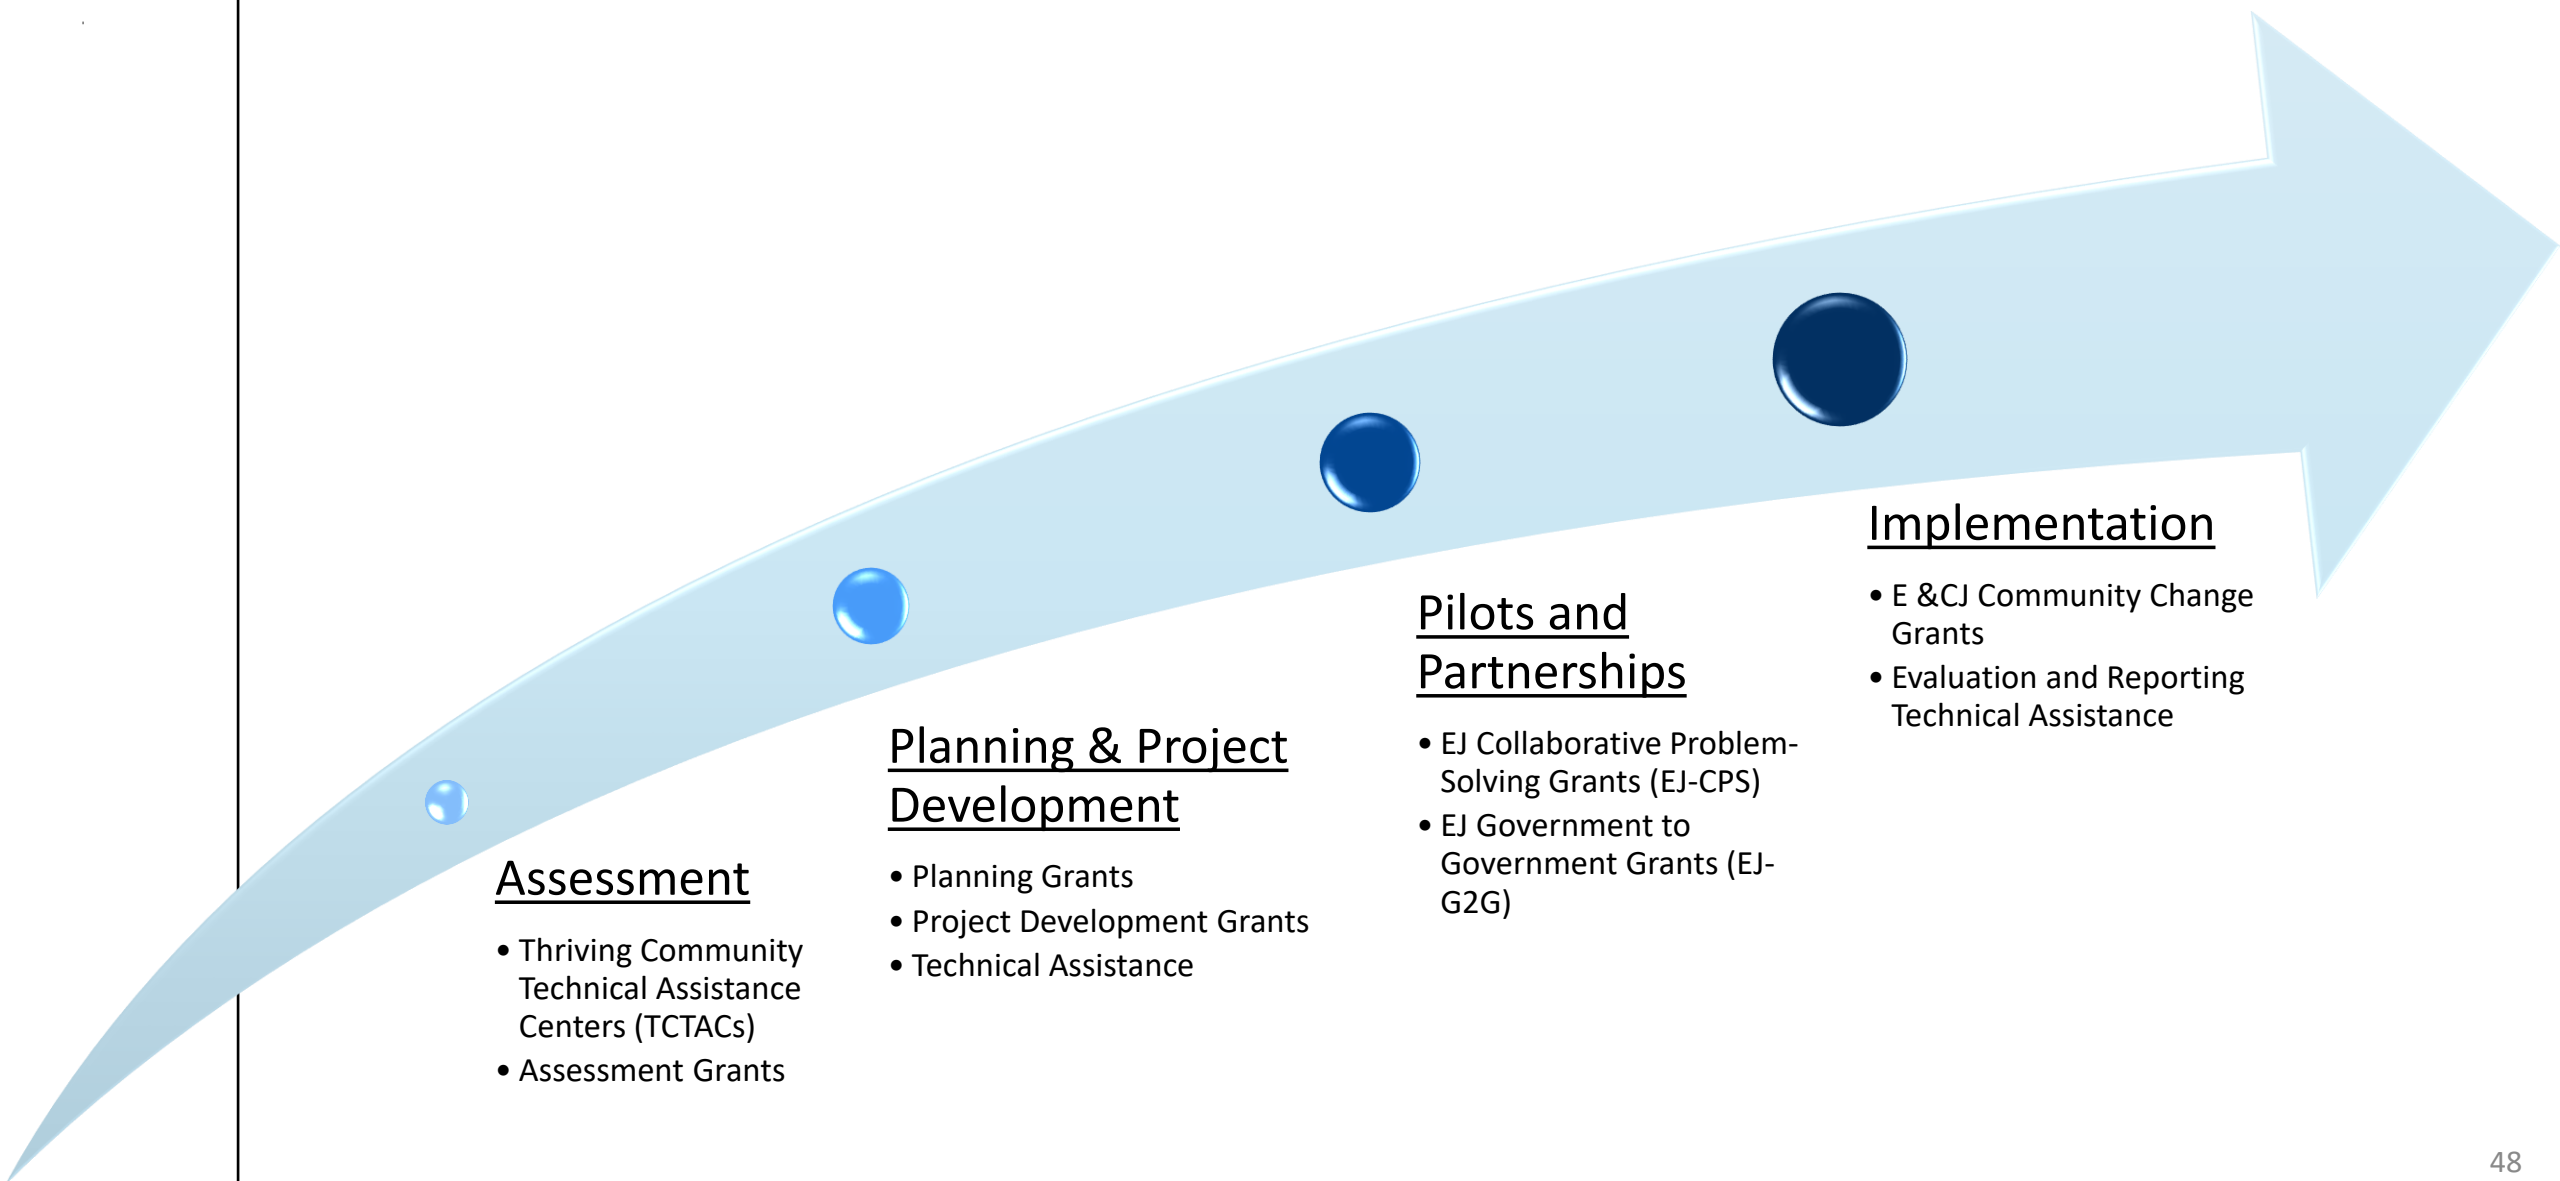 Assessment
• Thriving Community
Technical Assistance
Centers (TCTACs)
• Assessment Grants
Planning & Project
Development
• Planning Grants
• Project Development Grants
• Technical Assistance
Pilots and
Partnerships
• EJ Collaborative Problem-
Solving Grants (EJ-CPS)
• EJ Government to
Government Grants (EJ-
G2G)
Implementation
• E &CJ Community Change
Grants
• Evaluation and Reporting
Technical Assistance
48